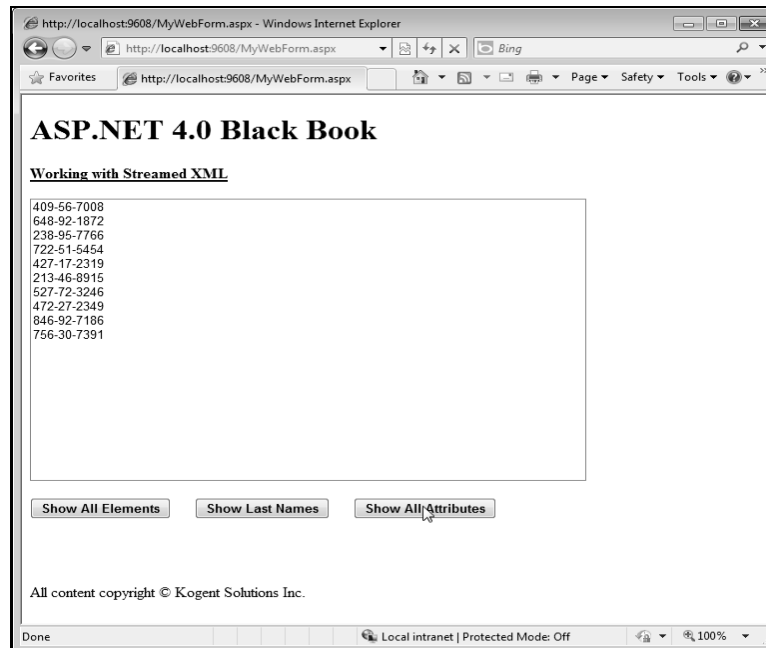 http://localhost:9608/MyWebForm.aspx - Windows Internet Explorer
http://localhost:9608/MyWebForm.aspx
Bing
Favorites
http://localhost:9608/MyWebForm.aspx
Page
Safety
Tools
ASP.NET 4.0 Black Book
Working with Streamed XML
409-56-7008
648-92-1872
238-95-7766
722-51-5454
427-17-2319
213-46-8915
527-72-3246
472-27-2349
846-92-7186
756-30-7391
Show All Elements
Show Last Names
Show All Attributes
All content copyright © Kogent Solutions Inc.
Done
Local intranet | Protected Mode: Off
100%